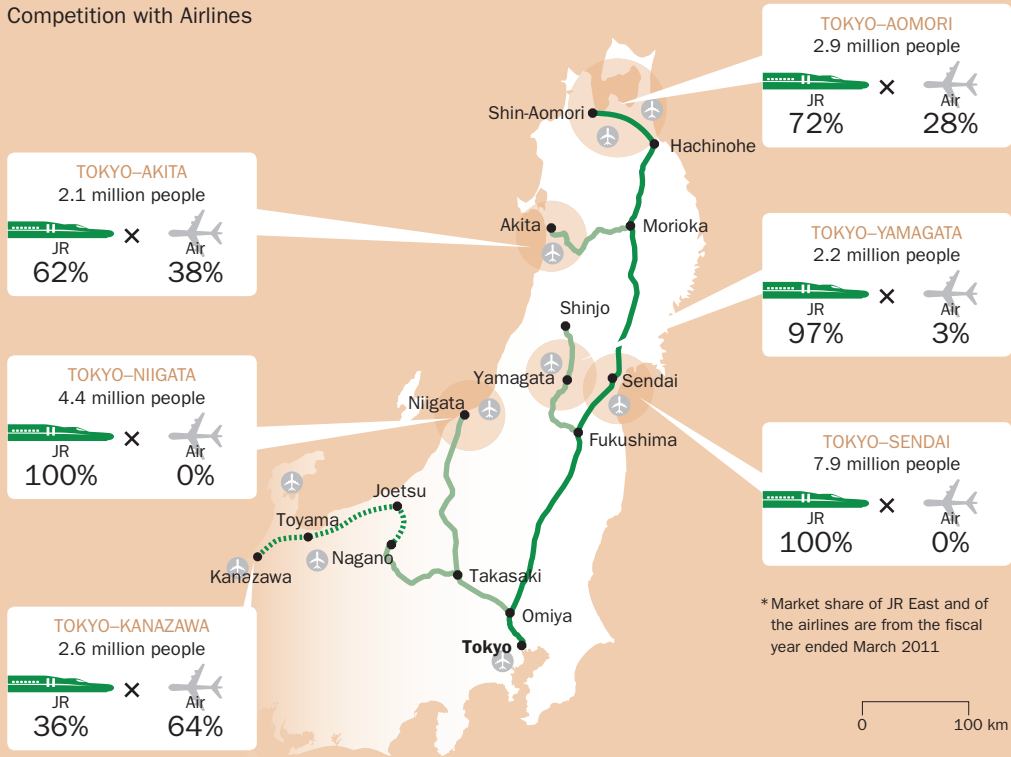 Competition with Airlines
TOKYO–AOMORI
2.9 million people
JR
Air
72%
28%
TOKYO–AKITA
2.1 million people
JR
Air
62%
38%
TOKYO–YAMAGATA
2.2 million people
JR
Air
97%
3%
TOKYO–NIIGATA
4.4 million people
JR
Air
100%
0%
TOKYO–SENDAI
7.9 million people
JR
Air
100%
0%
TOKYO–KANAZAWA
2.6 million people
JR
Air
36%
64%
Shin-Aomori
Hachinohe
Akita
Morioka
Shinjo
Yamagata
Sendai
Niigata
Fukushima
Joetsu
Toyama
Nagano
Kanazawa
Takasaki
Omiya
Tokyo
* Market share of JR East and of
the airlines are from the fiscal
year ended March 2011
0
100 km